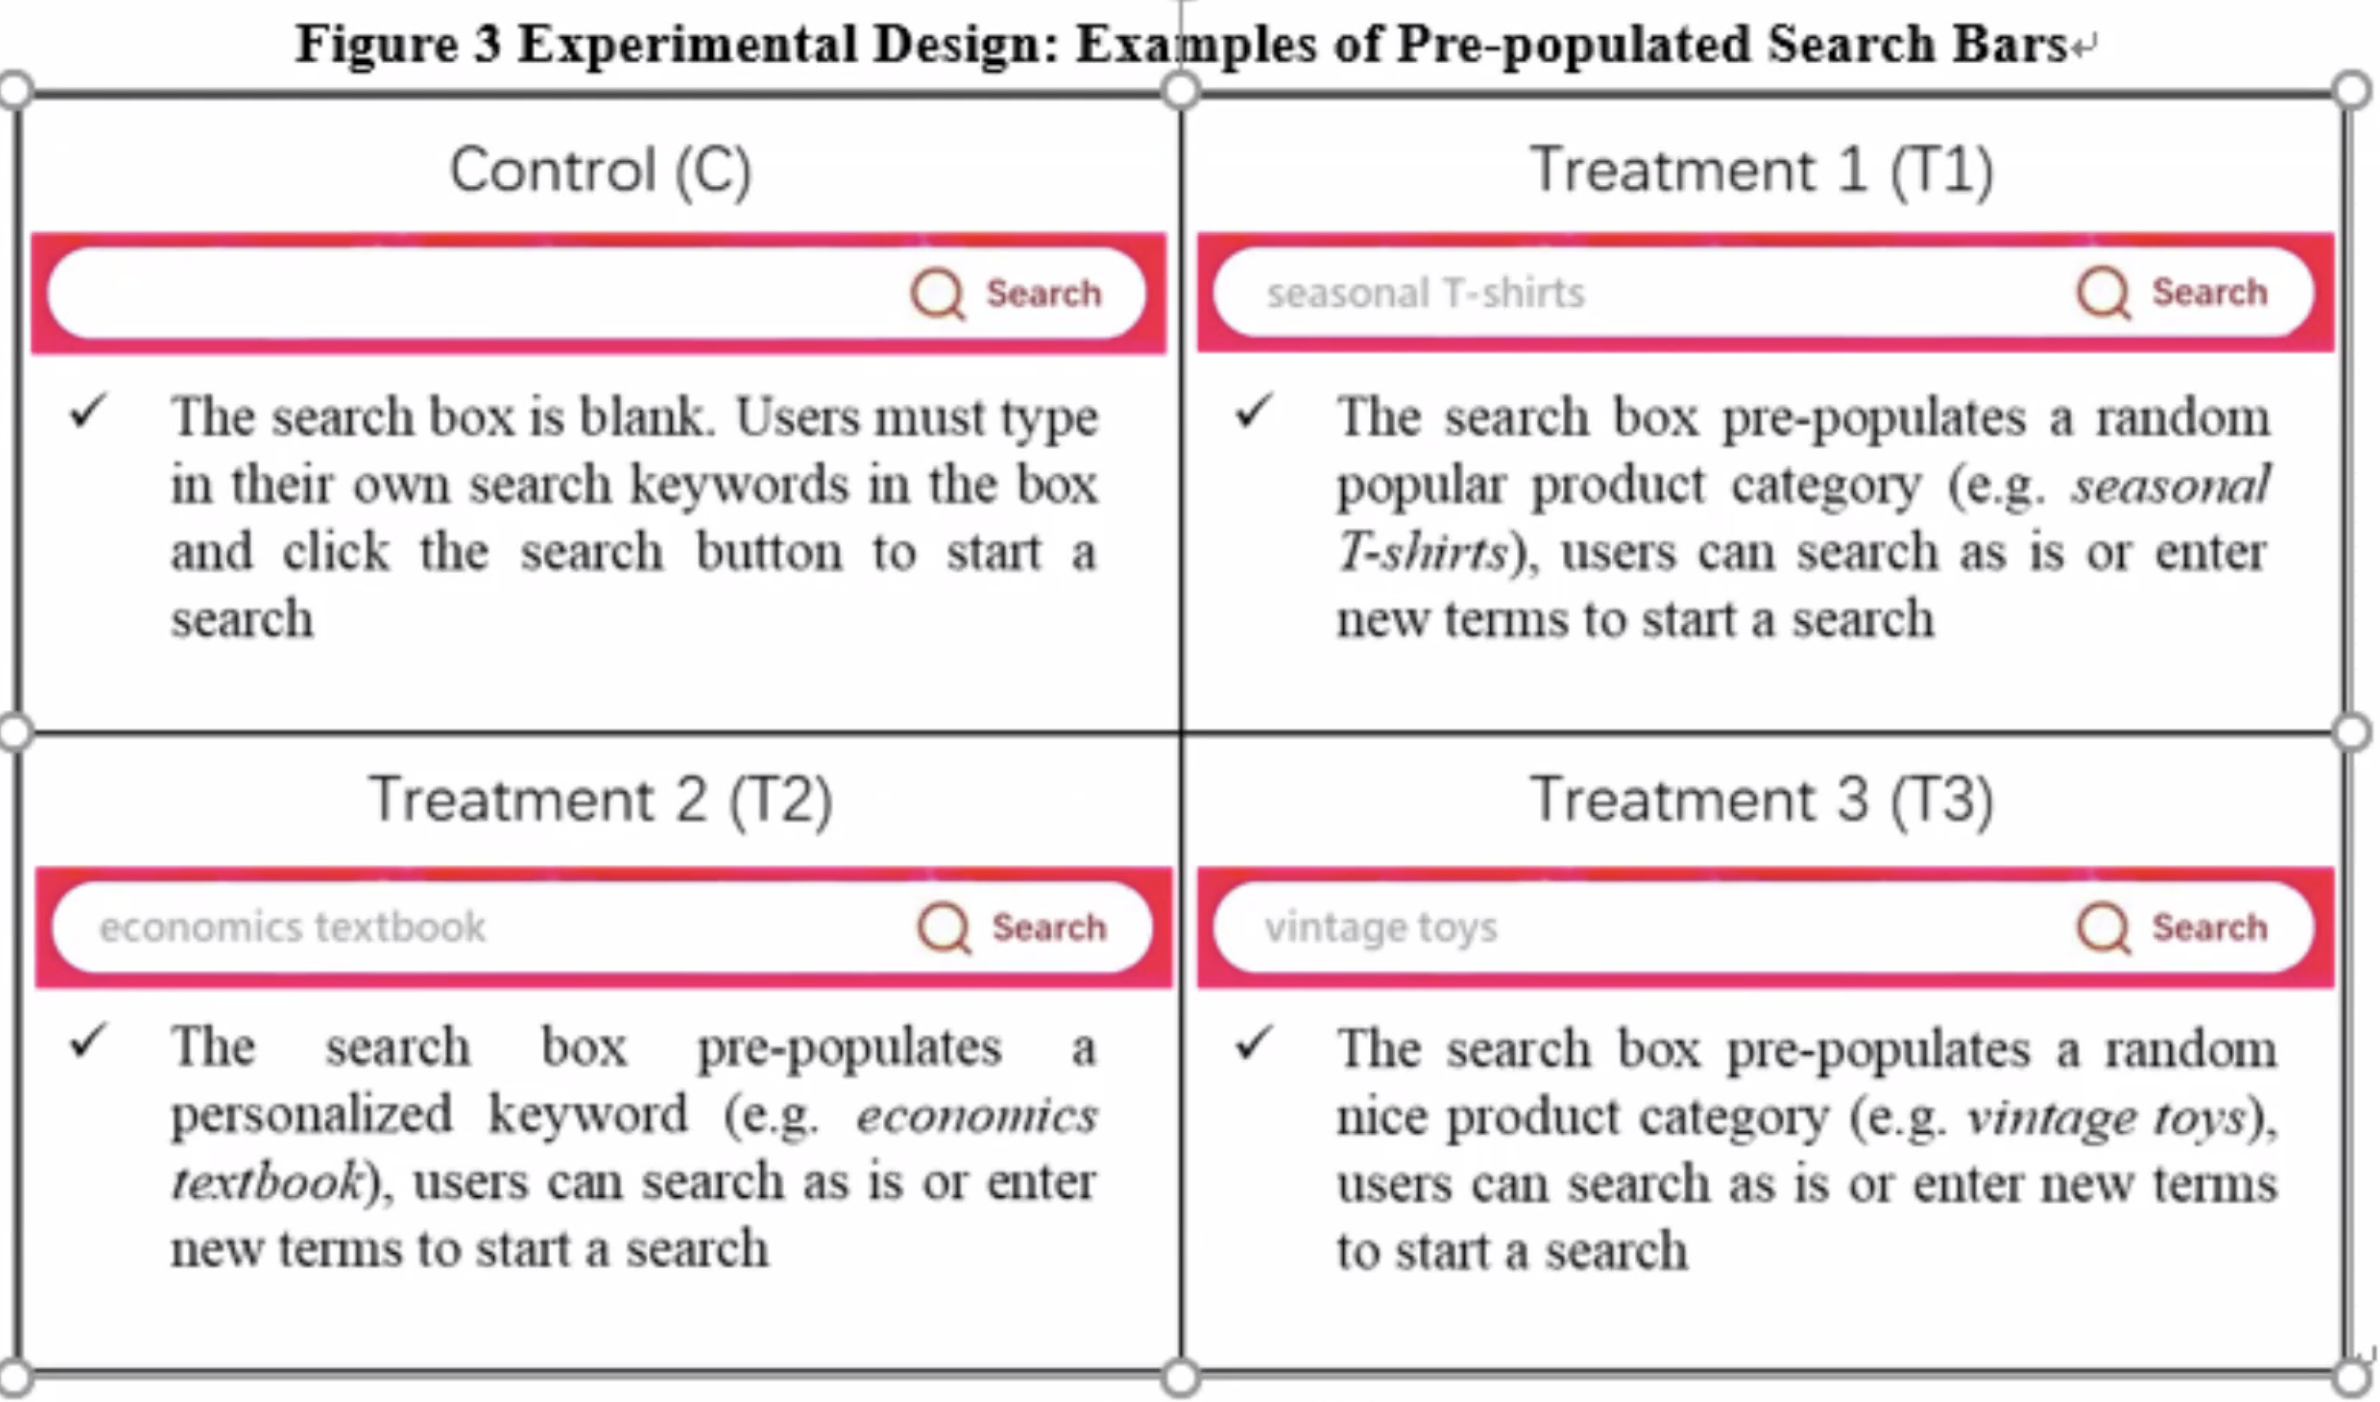 Figure 3 Experimental Design: Examples of Pre-populated Search Bars↵
Control (C)
Search
✓ The search box is blank. Users must type
in their own search keywords in the box
and click the search button to start a
search
Treatment 1 (T1)
seasonal T-shirts Search
✓ The search box pre-populates a random
popular product category (e.g. seasonal
T-shirts), users can search as is or enter
new terms to start a search
Treatment 2 (T2)
economics textbook Search
✓ The search box pre-populates a
personalized keyword (e.g. economics
textbook), users can search as is or enter
new terms to start a search
Treatment 3 (T3)
vintage toys Search
✓ The search box pre-populates a random
nice product category (e.g. vintage toys),
users can search as is or enter new terms
to start a search